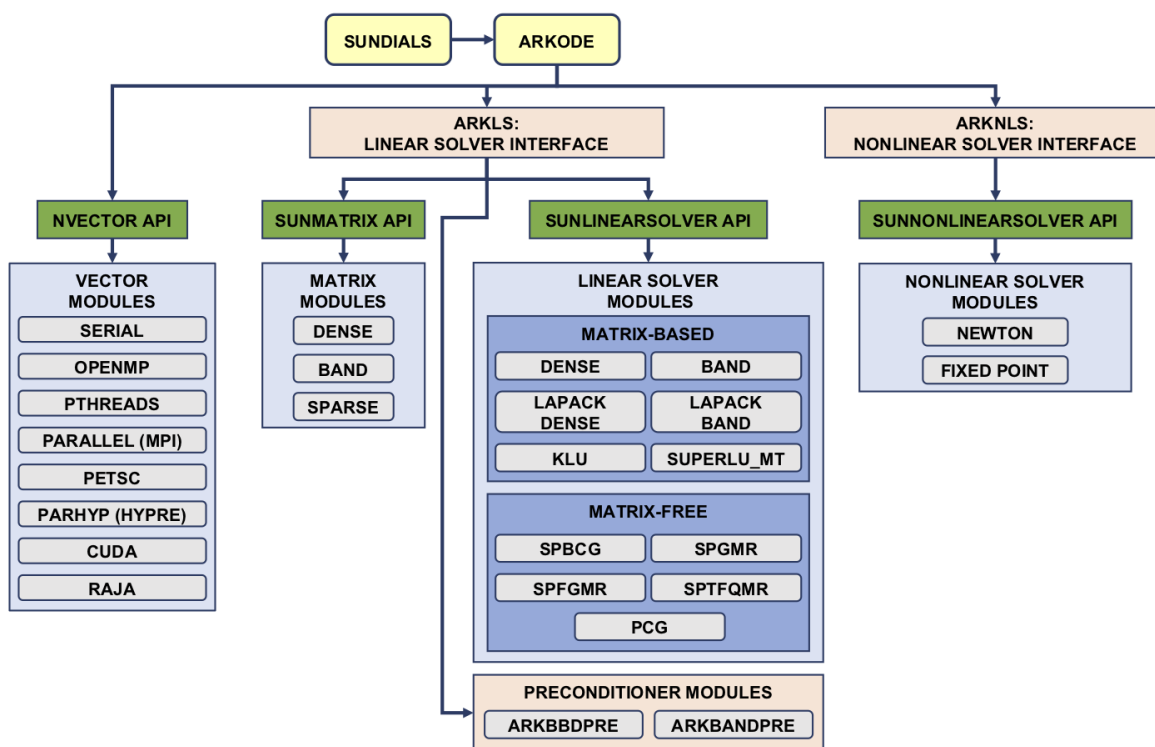 SUNDIALS
ARKODE
ARKLS:
LINEAR SOLVER INTERFACE
ARKNLS:
NONLINEAR SOLVER INTERFACE
NVECTOR API
SUNMATRIX API
SUNLINEARSOLVER API
SUNNONLINEARSOLVER API
VECTOR
MODULES
SERIAL
OPENMP
PTHREADS
PARALLEL (MPI)
PETSC
PARHYP (HYPRE)
CUDA
RAJA
MATRIX
MODULES
DENSE
BAND
SPARSE
LINEAR SOLVER
MODULES
MATRIX-BASED
DENSE
BAND
LAPACK
DENSE
LAPACK
BAND
KLU
SUPERLU_MT
MATRIX-FREE
SPBCG
SPGMR
SPFGMR
SPTFQMR
PCG
NONLINEAR SOLVER
MODULES
NEWTON
FIXED POINT
PRECONDITIONER MODULES
ARKBBDPRE
ARKBANDPRE